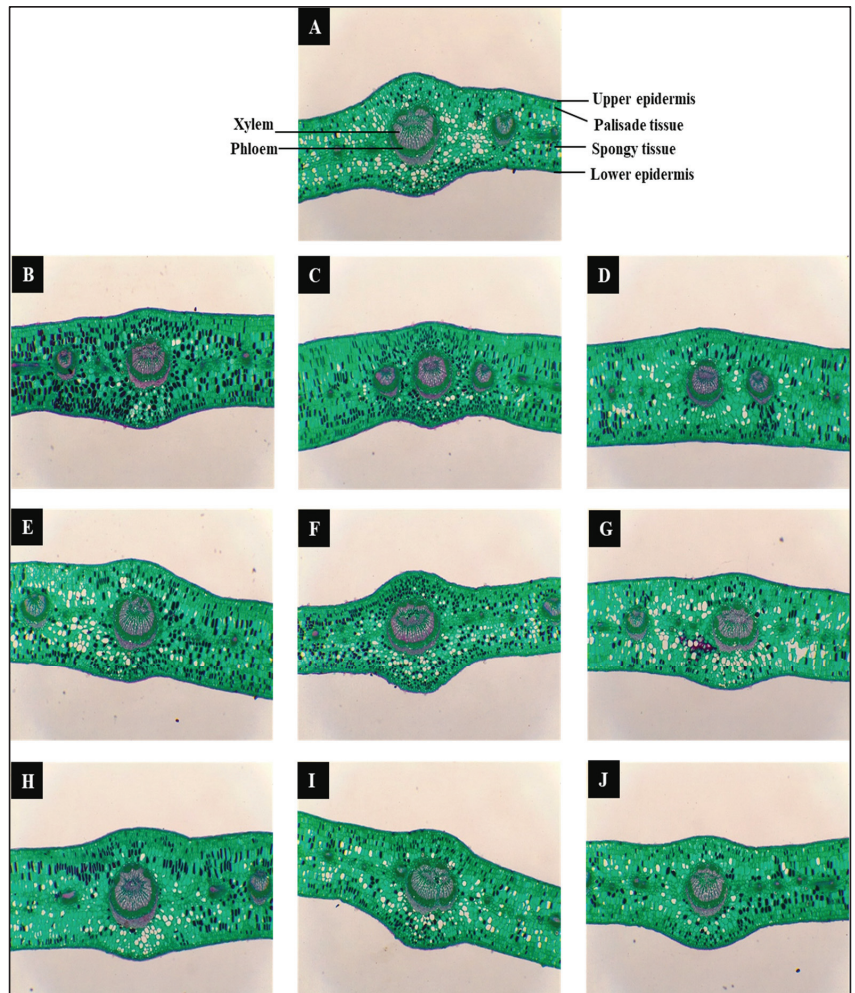 A
Upper epidermis
Xylem
Palisade tissue
Phloem
Spongy tissue
Lower epidermis
B
C
D
E
F
G
H
I
J